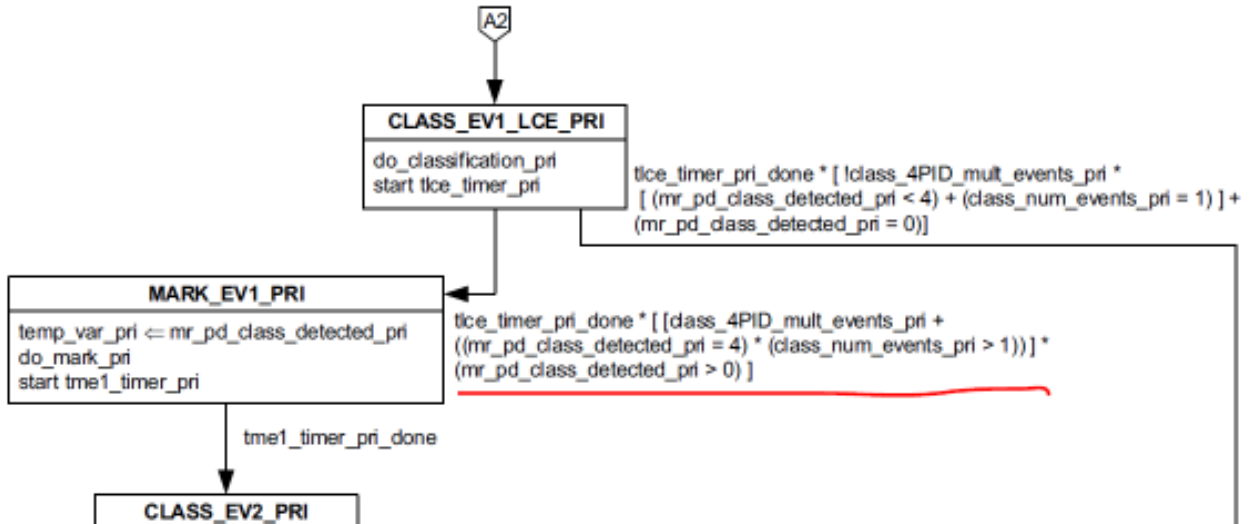 A2
CLASS_EV1_LCE_PRI
do_classification_pri
start tlce_timer_pri
tlce_timer_pri_done * [ !class_4PID_mult_events_pri *
[ (mr_pd_class_detected_pri < 4) + (class_num_events_pri = 1) ] +
(mr_pd_class_detected_pri = 0)]
MARK_EV1_PRI
temp_var_pri ⇐ mr_pd_class_detected_pri
do_mark_pri
start tme1_timer_pri
tlce_timer_pri_done * [ [class_4PID_mult_events_pri +
((mr_pd_class_detected_pri = 4) * (class_num_events_pri > 1)) ] *
(mr_pd_class_detected_pri > 0) ]
tme1_timer_pri_done
CLASS_EV2_PRI